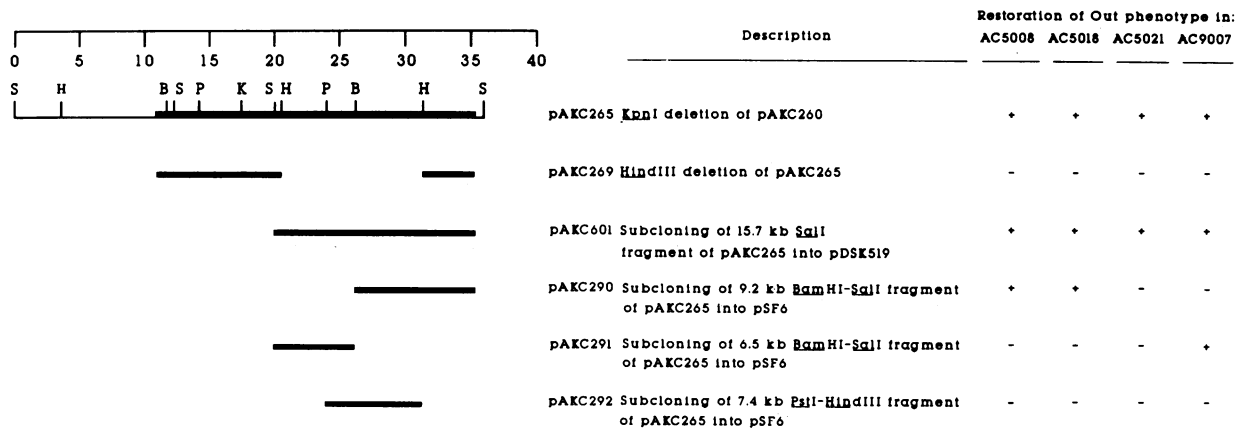 Restoration of Out phenotype in:
Description AC5008 AC5018 AC5021 AC9007
0 5 10 15 20 25 30 35 40
S H B S P K S H P B H S
pAKC265 KpnI deletion of pAKC260 + + + +
pAKC269 HindIII deletion of pAKC265 - - - -
pAKC601 Subcloning of 15.7 kb SalI + + + +
fragment of pAKC265 into pDSK519
pAKC290 Subcloning of 9.2 kb BamHI-SalI fragment + + - -
of pAKC265 into pSF6
pAKC291 Subcloning of 6.5 kb BamHI-SalI fragment - - - +
of pAKC265 into pSF6
pAKC292 Subcloning of 7.4 kb PstI-HindIII fragment - - - -
of pAKC265 into pSF6